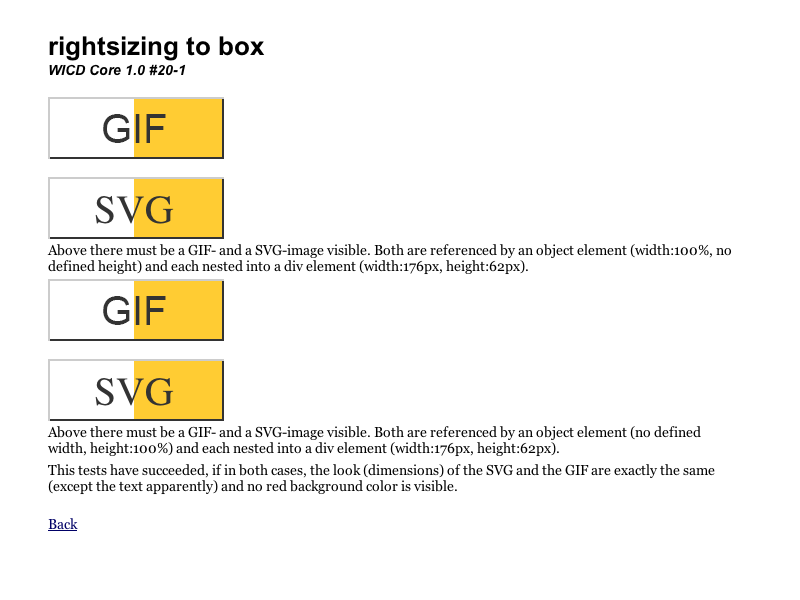 rightsizing to box
WICD Core 1.0 #20-1
GIF
SVG
Above there must be a GIF- and a SVG-image visible. Both are referenced by an object element (width:100%, no
defined height) and each nested into a div element (width:176px, height:62px).
GIF
SVG
Above there must be a GIF- and a SVG-image visible. Both are referenced by an object element (no defined
width, height:100%) and each nested into a div element (width:176px, height:62px).
This tests have succeeded, if in both cases, the look (dimensions) of the SVG and the GIF are exactly the same
(except the text apparently) and no red background color is visible.
Back